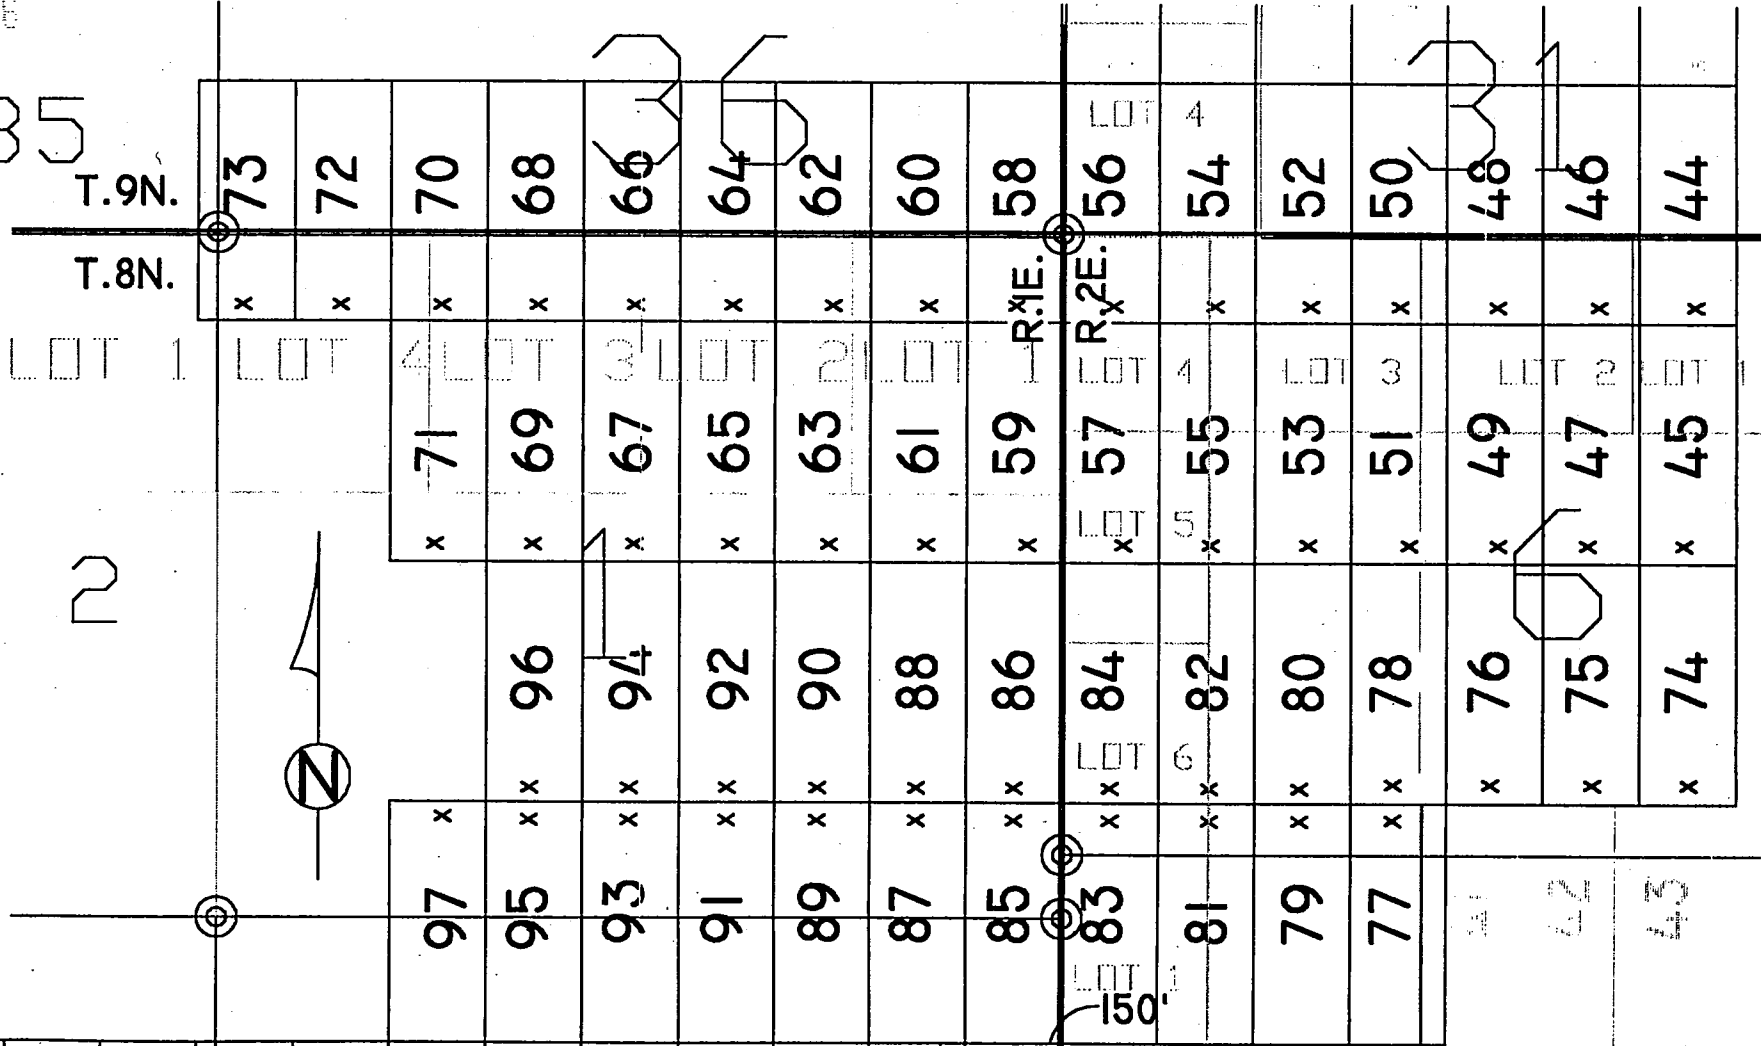 36 31
35
LOT 4
T.9N. 73 72 70 68 66 64 62 60 58 56 54 52 50 48 46 44
T.8N. R.1E. R.2E.
x x x x x x x x x x x x x x x x
LOT 1 LOT 4 LOT 3 LOT 2 LOT 1 LOT 4 LOT 3 LOT 2 LOT 1
71 69 67 65 63 61 59 57 55 53 51 49 47 45
LOT 5
x x x x x x x x x x x x x x
2 1 6
96 94 92 90 88 86 84 82 80 78 76 75 74
N LOT 6
x x x x x x x x x x x x x
x x x x x x x x x x x
97 95 93 91 89 87 85 83 81 79 77 42 43
LOT 1
150'